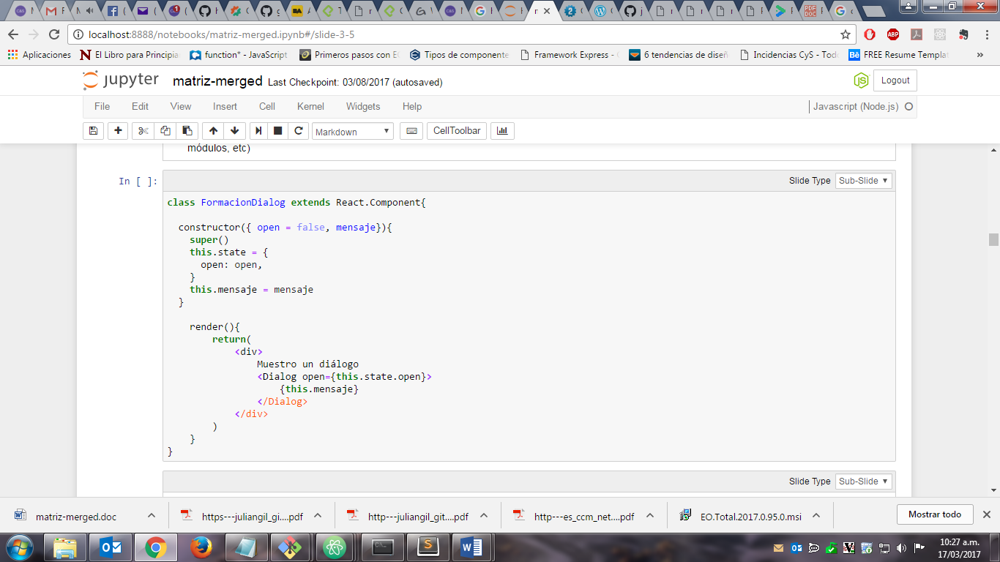 localhost:8888/notebooks/matriz-merged.ipynb#/slide-3-5
Aplicaciones El Libro para Principia function* - JavaScript Primeros pasos con E Tipos de componente Framework Express - 6 tendencias de diseñ Incidencias CyS - Tod FREE Resume Templat »
jupyter matriz-merged Last Checkpoint: 03/08/2017 (autosaved) Logout
File Edit View Insert Cell Kernel Widgets Help Javascript (Node.js)
Markdown CellToolbar
módulos, etc)
In [ ]: Slide Type Sub-Slide
class FormacionDialog extends React.Component{
constructor({ open = false, mensaje}){
super()
this.state = {
open: open,
}
this.mensaje = mensaje
}
render(){
return(
<div>
Muestro un diálogo
<Dialog open={this.state.open}>
{this.mensaje}
</Dialog>
</div>
)
}
}
Slide Type Sub-Slide
matriz-merged.doc https---juliangil_gi....pdf http---juliangil_git....pdf http---es_ccm_net....pdf EO.Total.2017.0.95.0.msi Mostrar todo
10:27 a.m.
17/03/2017